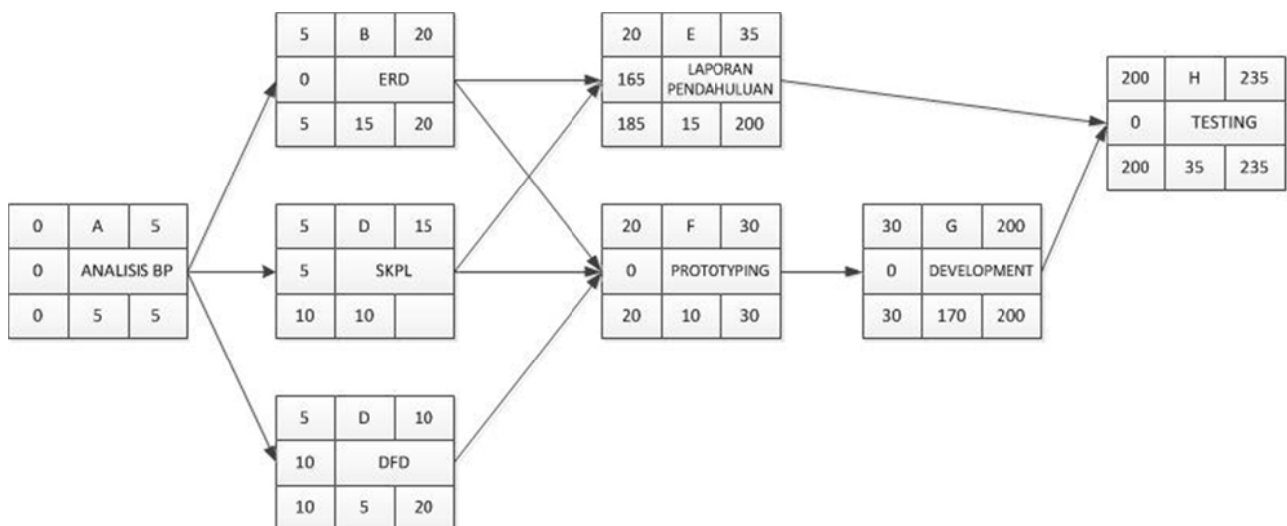 5 B 20
0 ERD
5 15 20
20 E 35
165 LAPORAN
PENDAHULUAN
185 15 200
200 H 235
0 TESTING
200 35 235
0 A 5
0 ANALISIS BP
0 5 5
5 D 15
5 SKPL
10 10
20 F 30
0 PROTOTYPING
20 10 30
30 G 200
0 DEVELOPMENT
30 170 200
5 D 10
10 DFD
10 5 20